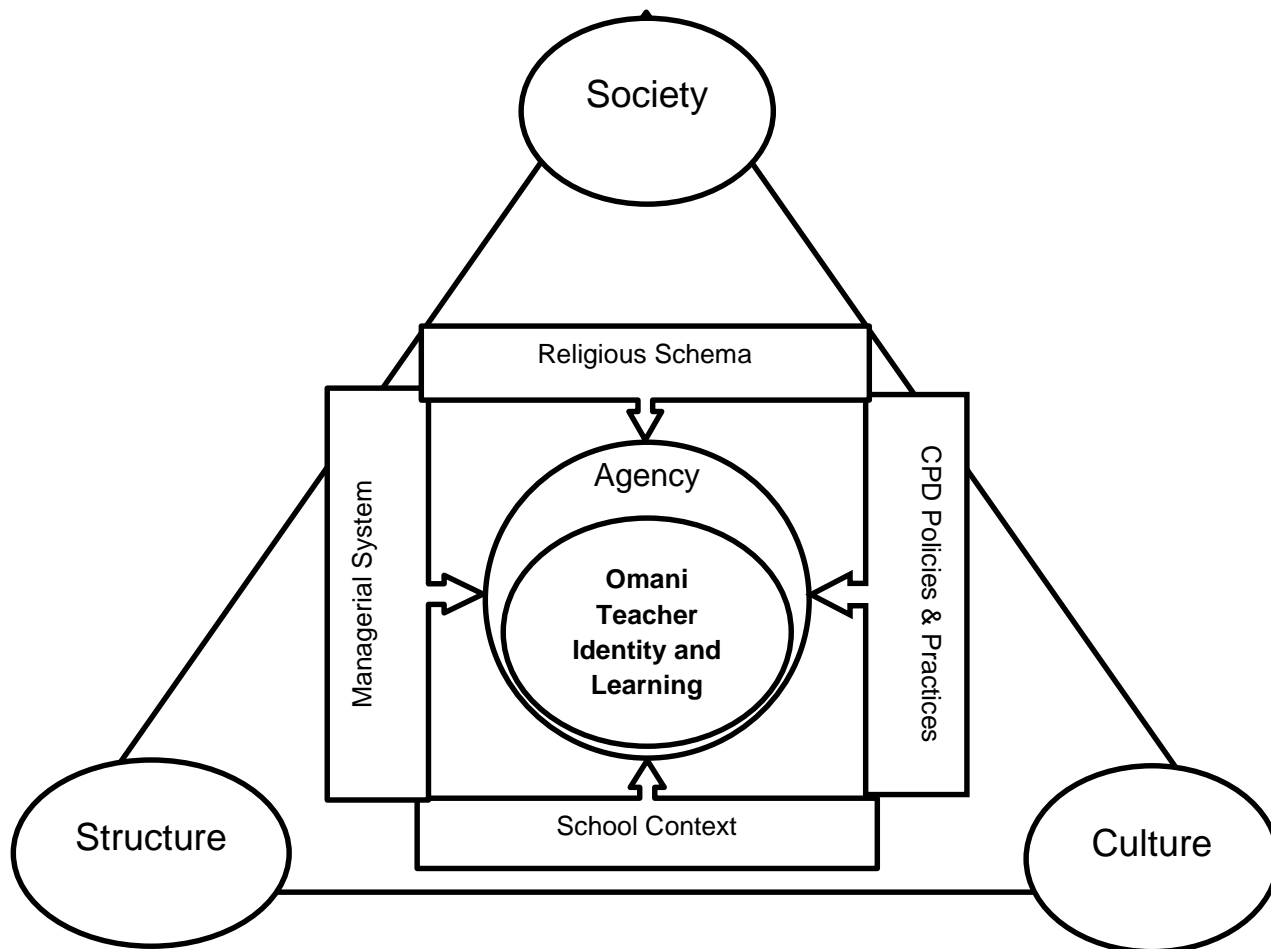 Society
Religious Schema
Managerial System
Agency
CPD Policies & Practices
Omani
Teacher
Identity and
Learning
School Context
Structure
Culture